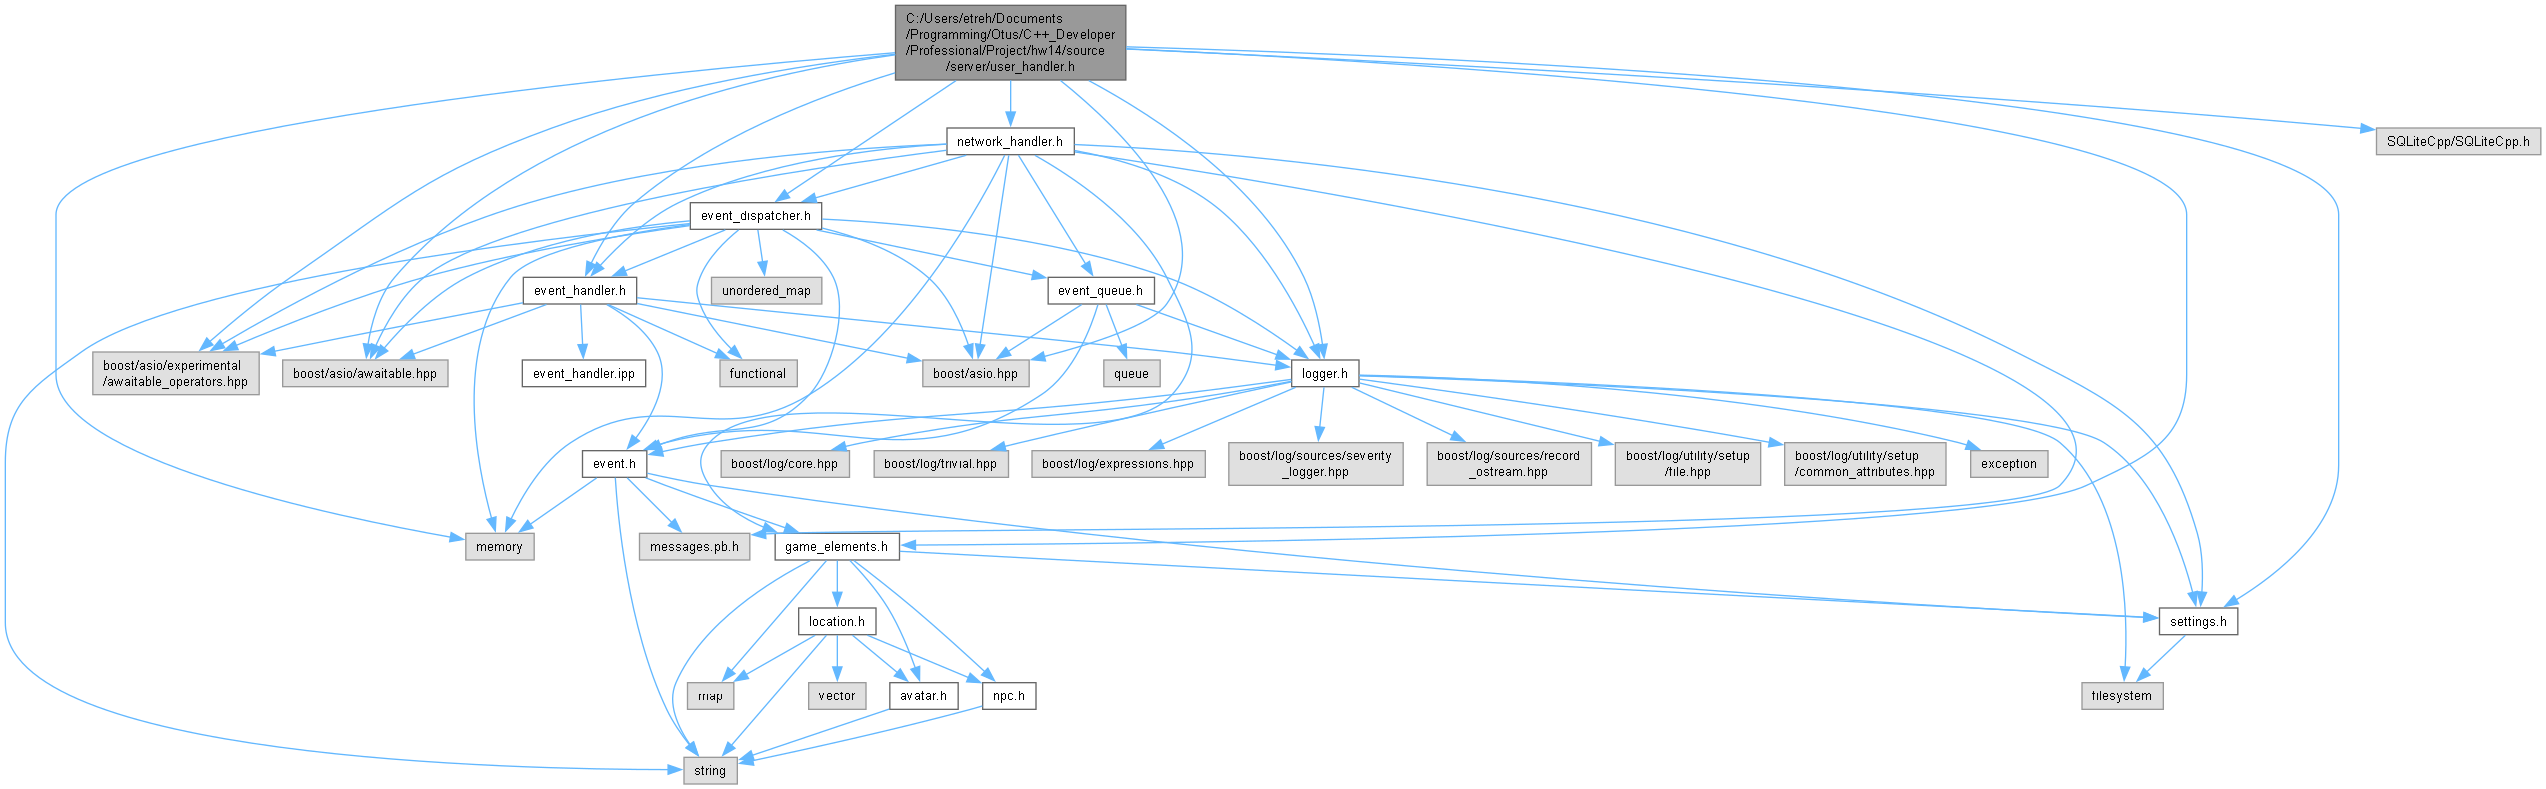 C:/Users/etreh/Documents
/Programming/Otus/C++_Developer
/Professional/Project/hw14/source
/server/user_handler.h
network_handler.h
SQLiteCpp/SQLiteCpp.h
event_dispatcher.h
event_handler.h
unordered_map
event_queue.h
boost/asio/experimental
/awaitable_operators.hpp
boost/asio/awaitable.hpp
event_handler.ipp
functional
boost/asio.hpp
queue
logger.h
event.h
boost/log/core.hpp
boost/log/trivial.hpp
boost/log/expressions.hpp
boost/log/sources/severity
_logger.hpp
boost/log/sources/record
_ostream.hpp
boost/log/utility/setup
/file.hpp
boost/log/utility/setup
/common_attributes.hpp
exception
memory
messages.pb.h
game_elements.h
location.h
settings.h
map
vector
avatar.h
npc.h
filesystem
string